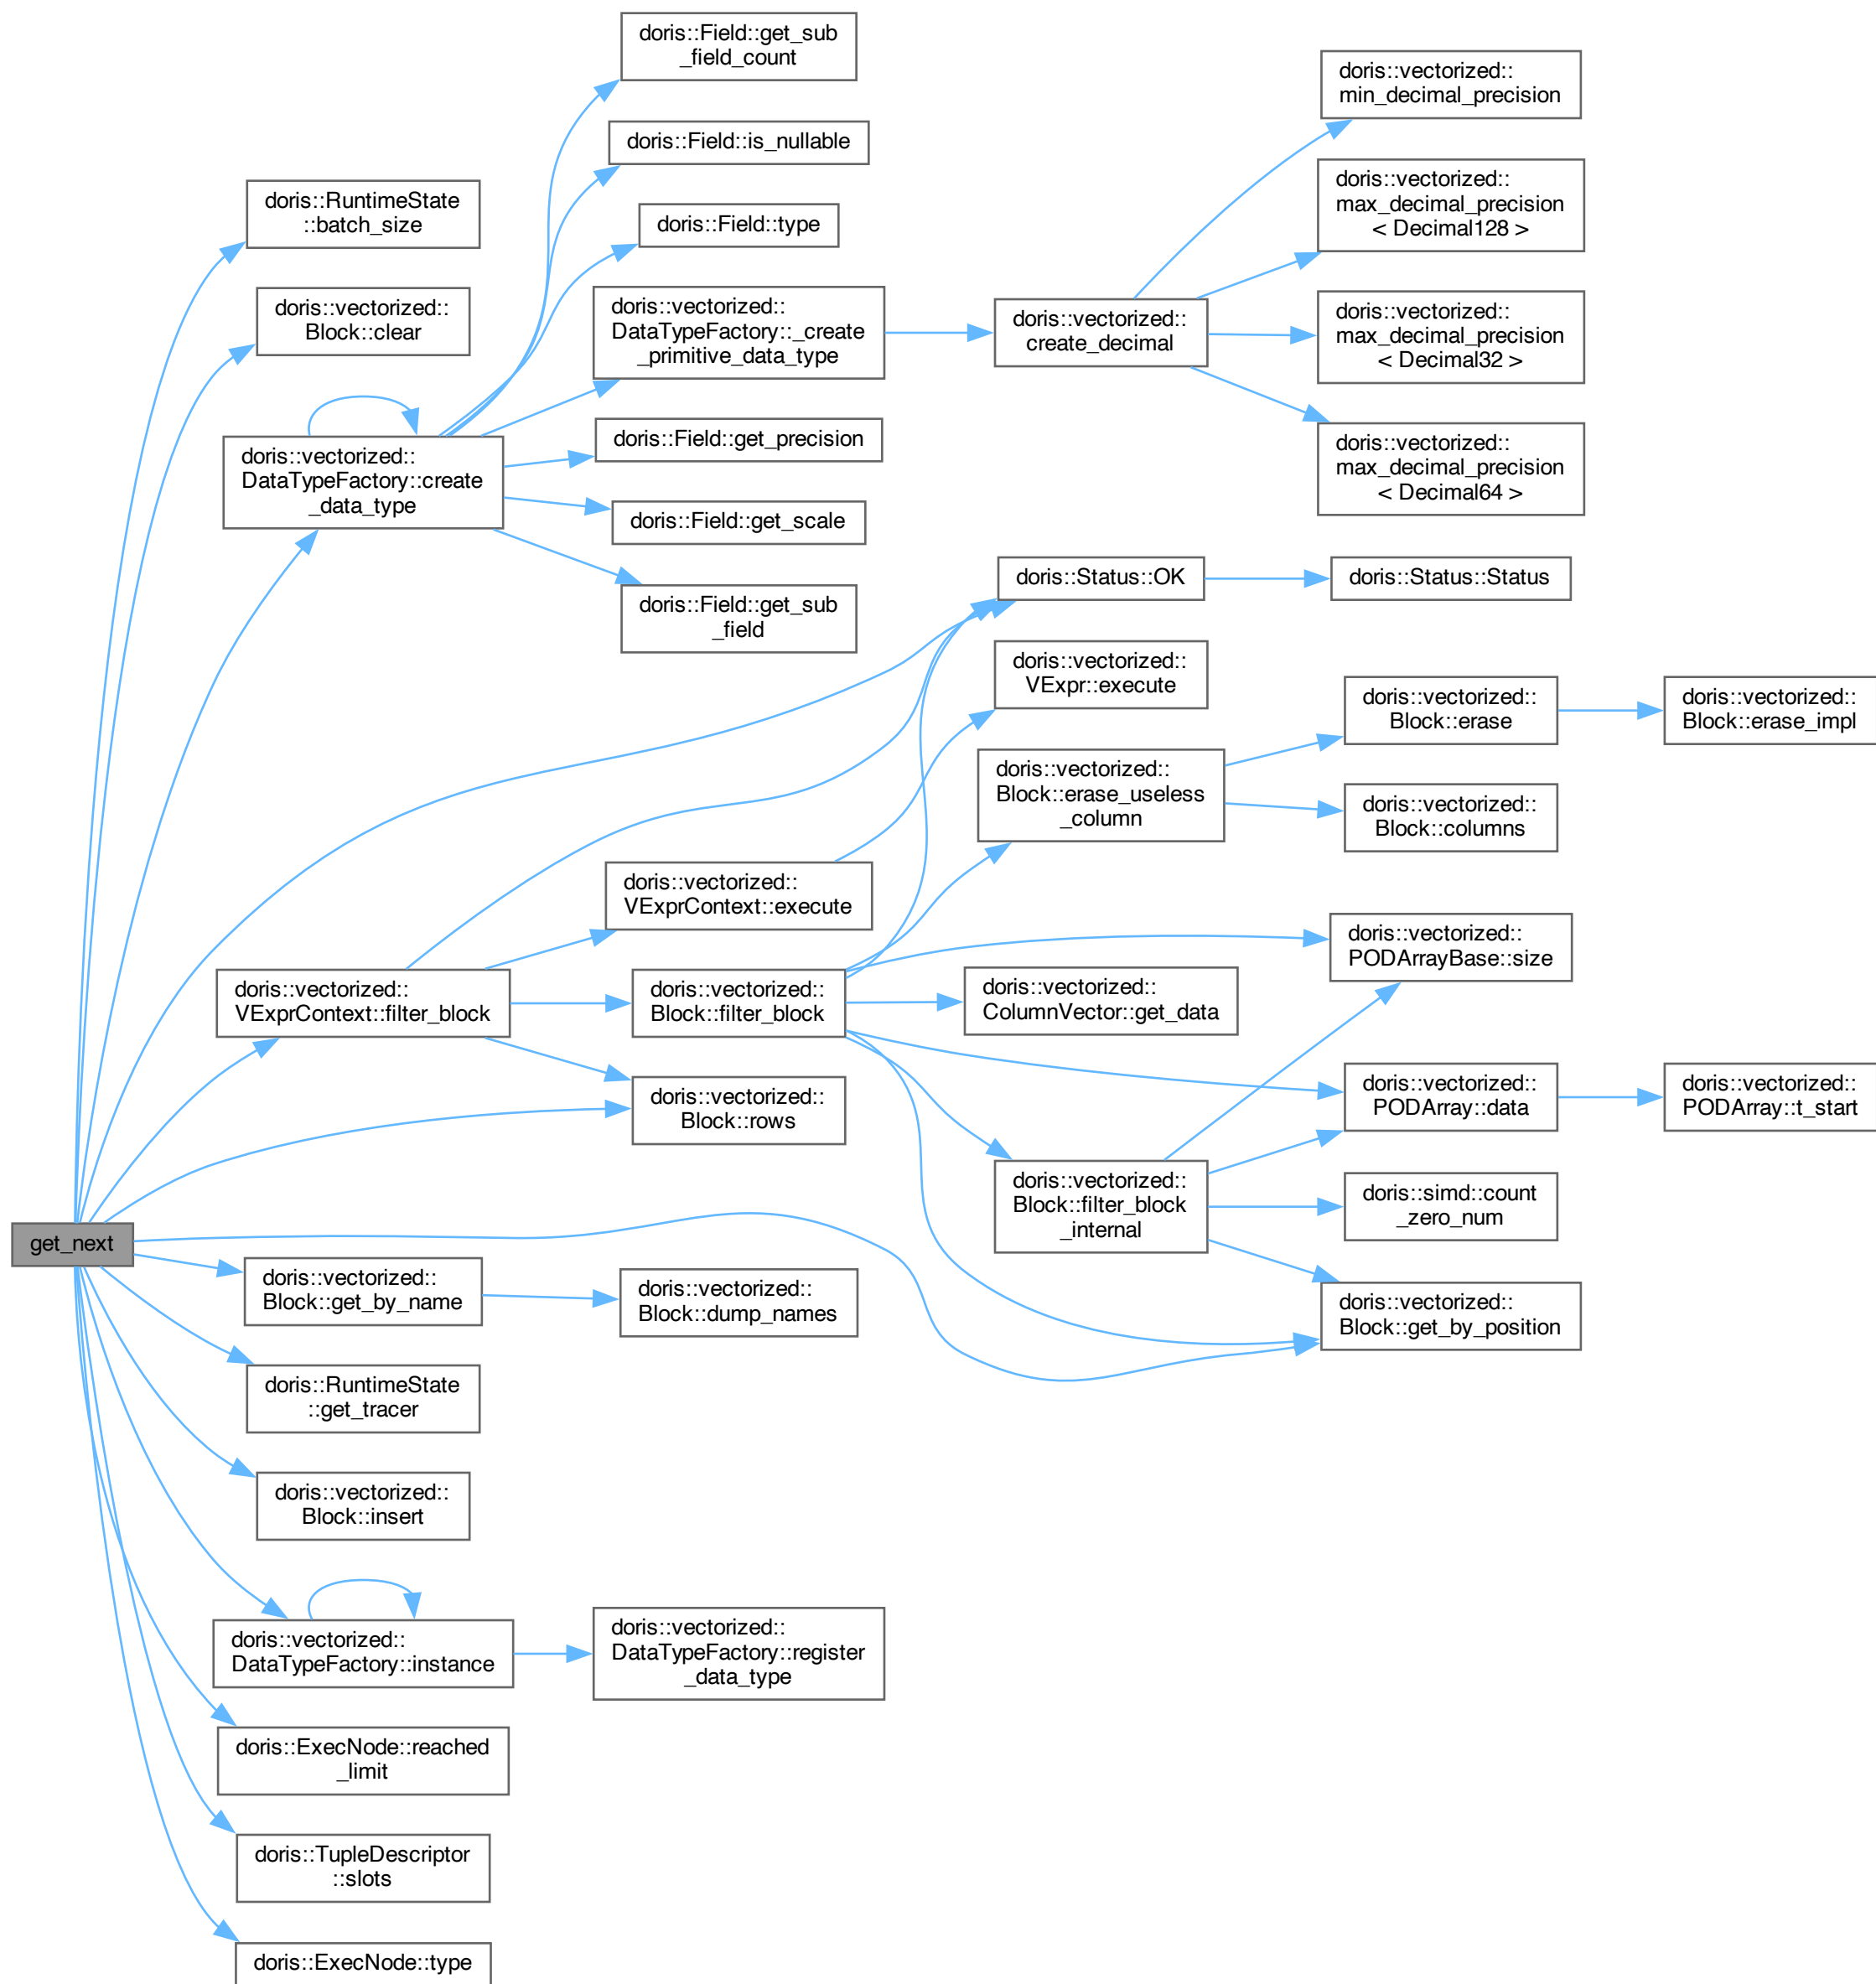 doris::Field::get_sub
_field_count
doris::vectorized::
min_decimal_precision
doris::Field::is_nullable
doris::RuntimeState
::batch_size
doris::vectorized::
max_decimal_precision
< Decimal128 >
doris::Field::type
doris::vectorized::
Block::clear
doris::vectorized::
DataTypeFactory::_create
_primitive_data_type
doris::vectorized::
create_decimal
doris::vectorized::
max_decimal_precision
< Decimal32 >
doris::vectorized::
DataTypeFactory::create
_data_type
doris::Field::get_precision
doris::vectorized::
max_decimal_precision
< Decimal64 >
doris::Field::get_scale
doris::Field::get_sub
_field
doris::Status::OK
doris::Status::Status
doris::vectorized::
VExpr::execute
doris::vectorized::
Block::erase
doris::vectorized::
Block::erase_impl
doris::vectorized::
Block::erase_useless
_column
doris::vectorized::
Block::columns
doris::vectorized::
VExprContext::execute
doris::vectorized::
PODArrayBase::size
doris::vectorized::
VExprContext::filter_block
doris::vectorized::
Block::filter_block
doris::vectorized::
ColumnVector::get_data
doris::vectorized::
Block::rows
doris::vectorized::
PODArray::data
doris::vectorized::
PODArray::t_start
doris::vectorized::
Block::filter_block
_internal
doris::simd::count
_zero_num
get_next
doris::vectorized::
Block::get_by_name
doris::vectorized::
Block::dump_names
doris::vectorized::
Block::get_by_position
doris::RuntimeState
::get_tracer
doris::vectorized::
Block::insert
doris::vectorized::
DataTypeFactory::instance
doris::vectorized::
DataTypeFactory::register
_data_type
doris::ExecNode::reached
_limit
doris::TupleDescriptor
::slots
doris::ExecNode::type